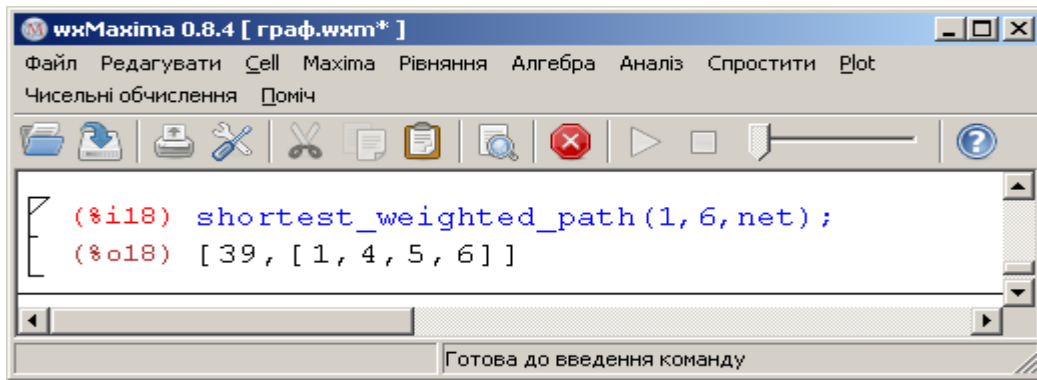 wxMaxima 0.8.4 [ граф.wxm* ]
Файл Редагувати Cell Maxima Рівняння Алгебра Аналіз Спростити Plot
Чисельні обчислення Поміч
(%i18) shortest_weighted_path(1,6,net);
(%o18) [39,[1,4,5,6]]
Готова до введення команду